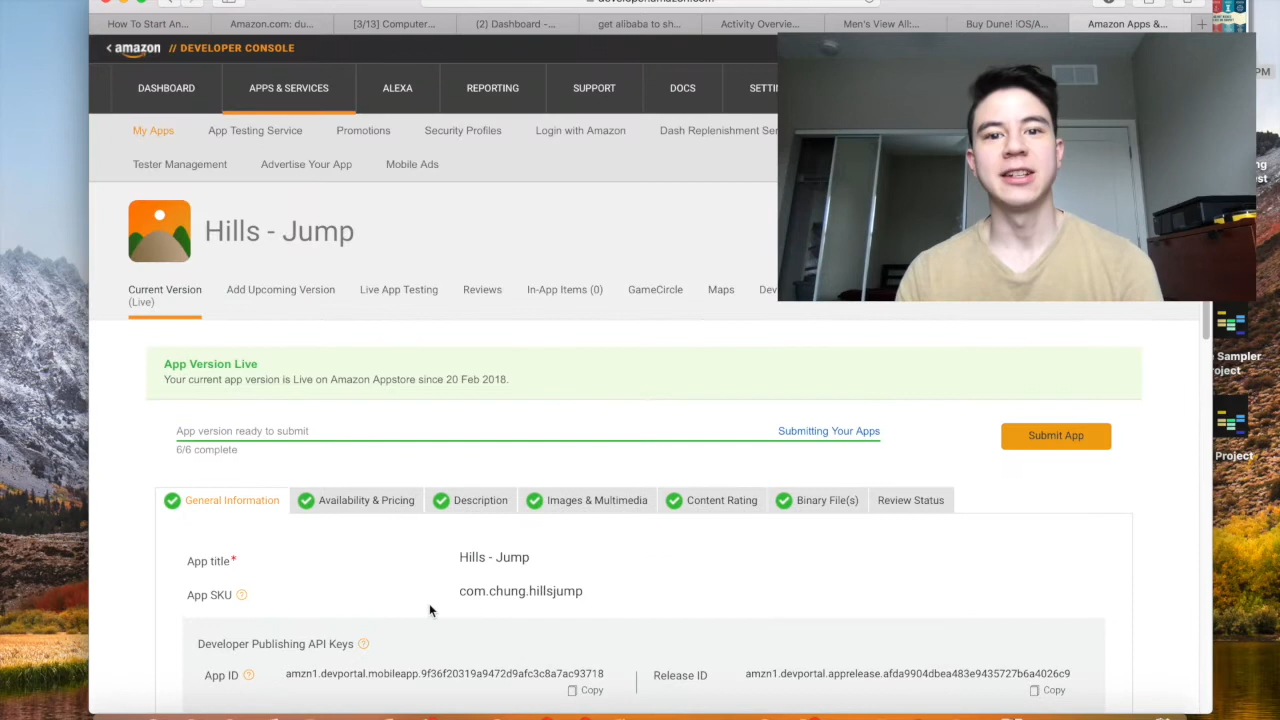 How To Start An...
Amazon.com: du...
[3/13] Computer...
(2) Dashboard -...
get alibaba to sh...
Activity Overvie...
Men's View All:...
Buy Dune! iOS/A...
Amazon Apps &...
amazon // DEVELOPER CONSOLE
DASHBOARD
APPS & SERVICES
ALEXA
REPORTING
SUPPORT
DOCS
SETTI
PM
My Apps
App Testing Service
Promotions
Security Profiles
Login with Amazon
Dash Replenishment Ser
Tester Management
Advertise Your App
Mobile Ads
Hills - Jump
Current Version
(Live)
Add Upcoming Version
Live App Testing
Reviews
In-App Items (0)
GameCircle
Maps
Dev
App Version Live
Your current app version is Live on Amazon Appstore since 20 Feb 2018.
Sampler
roject
App version ready to submit
6/6 complete
Submitting Your Apps
Submit App
Project
General Information
Availability & Pricing
Description
Images & Multimedia
Content Rating
Binary File(s)
Review Status
App title*
Hills - Jump
App SKU
com.chung.hillsjump
Developer Publishing API Keys
App ID
amzn1.devportal.mobileapp.9f36f20319a9472d9afc3c8a7ac93718
Copy
Release ID
amzn1.devportal.apprelease.afda9904dbea483e9435727b6a4026c9
Copy